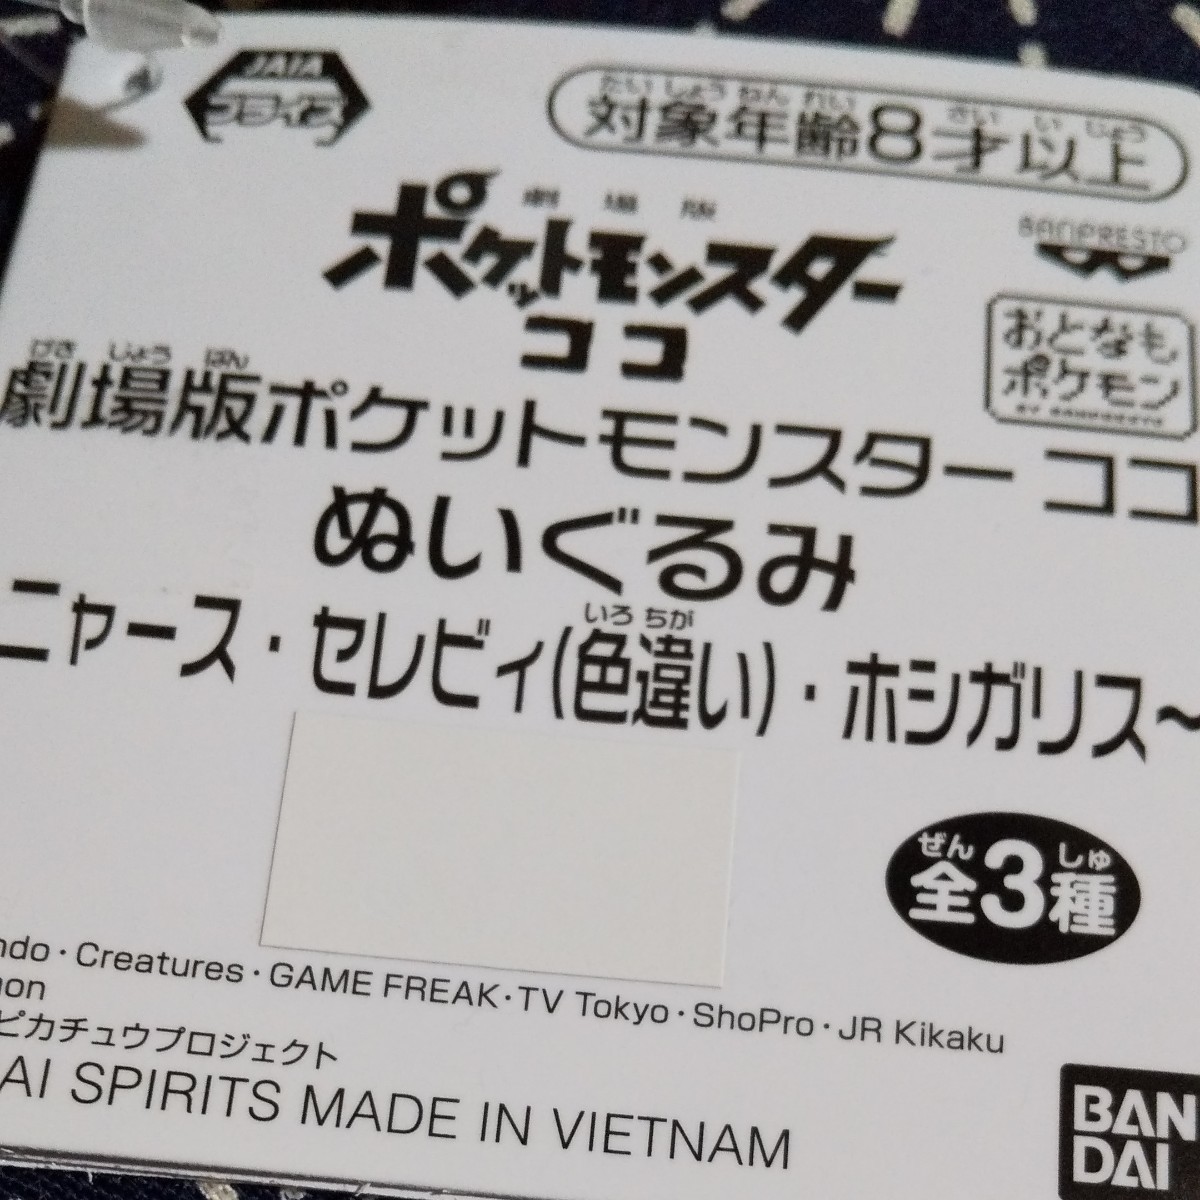 JAIA
たいしょうねんれい さい いじょう
対象年齢8才以上
劇場版
ポケットモンスター
ココ
BANPRESTO
おとなも
ポケモン
BY BANPRESTO
げきじょうばん
劇場版ポケットモンスター ココ
ぬいぐるみ
いろちが
ニャース・セレビィ(色違い)・ホシガリス~
ぜん しゅ
全3種
ndo・Creatures・GAME FREAK・TV Tokyo・ShoPro・JR Kikaku
mon
ピカチュウプロジェクト
AI SPIRITS MADE IN VIETNAM
BAN
DAI